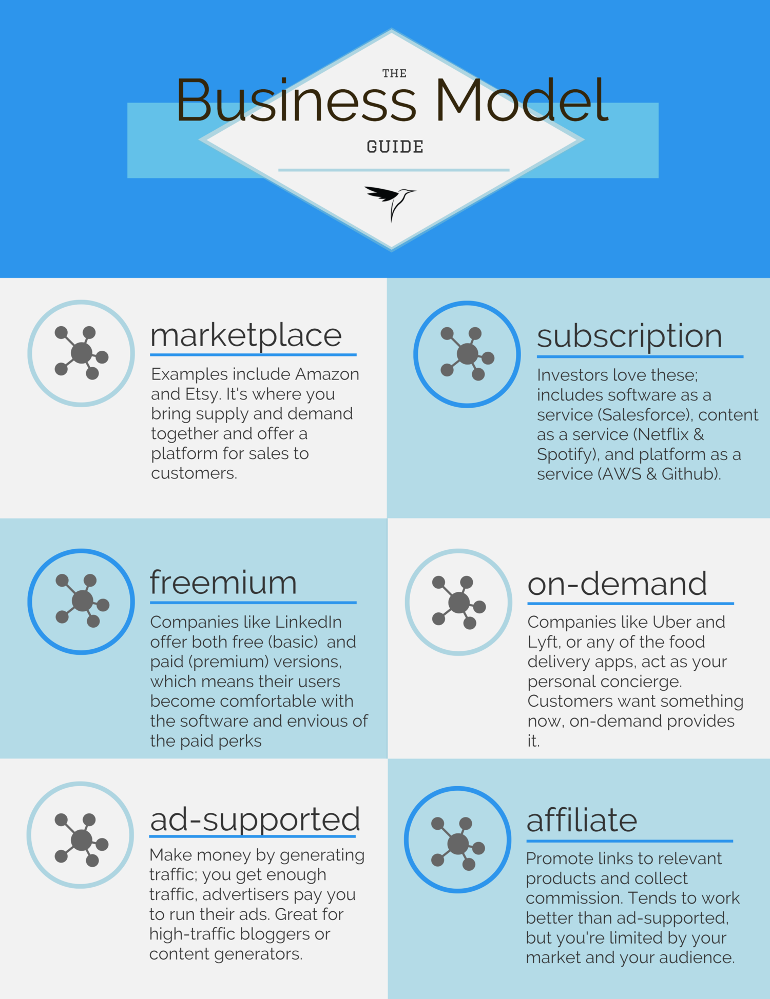 THE
Business Model
GUIDE
marketplace
Examples include Amazon
and Etsy. It's where you
bring supply and demand
together and offer a
platform for sales to
customers.
subscription
Investors love these;
includes software as a
service (Salesforce), content
as a service (Netflix &
Spotify), and platform as a
service (AWS & Github).
freemium
Companies like LinkedIn
offer both free (basic)  and
paid (premium) versions,
which means their users
become comfortable with
the software and envious of
the paid perks
on-demand
Companies like Uber and
Lyft, or any of the food
delivery apps, act as your
personal concierge.
Customers want something
now, on-demand provides
it.
ad-supported
Make money by generating
traffic; you get enough
traffic, advertisers pay you
to run their ads. Great for
high-traffic bloggers or
content generators.
affiliate
Promote links to relevant
products and collect
commission. Tends to work
better than ad-supported,
but you're limited by your
market and your audience.